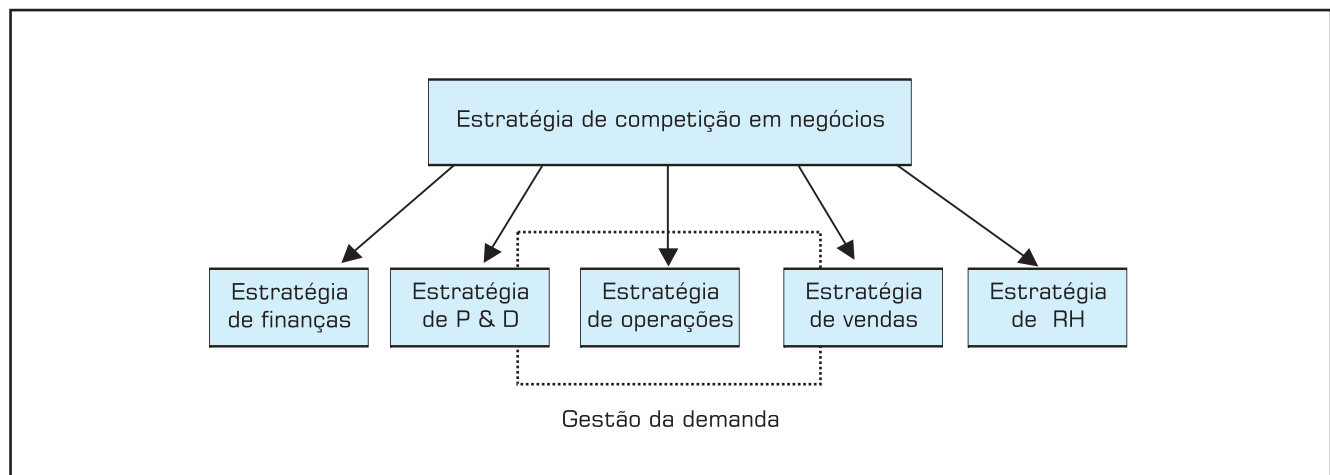 Estratégia de competição em negócios
Estratégia
de finanças
Estratégia
de P & D
Estratégia
de operações
Estratégia
de vendas
Estratégia
de RH
Gestão da demanda